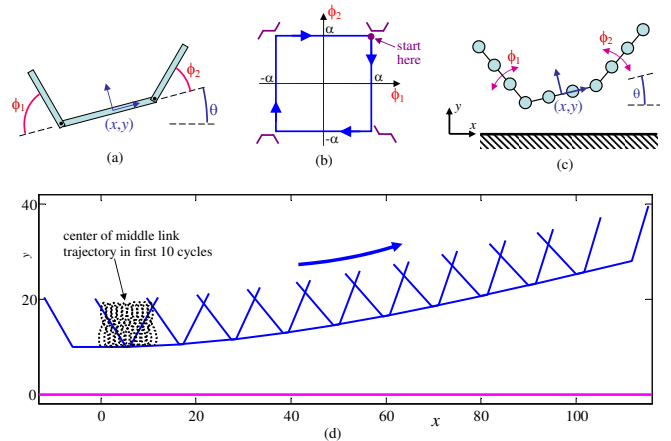 ϕ₁
ϕ₂
θ
(x,y)
(a)
ϕ₂
α
start
here
-α
α
ϕ₁
-α
(b)
ϕ₁
ϕ₂
θ
(x,y)
y
x
(c)
40
y
center of middle link
trajectory in first 10 cycles
20
0
0
20
40
60
80
100
x
(d)